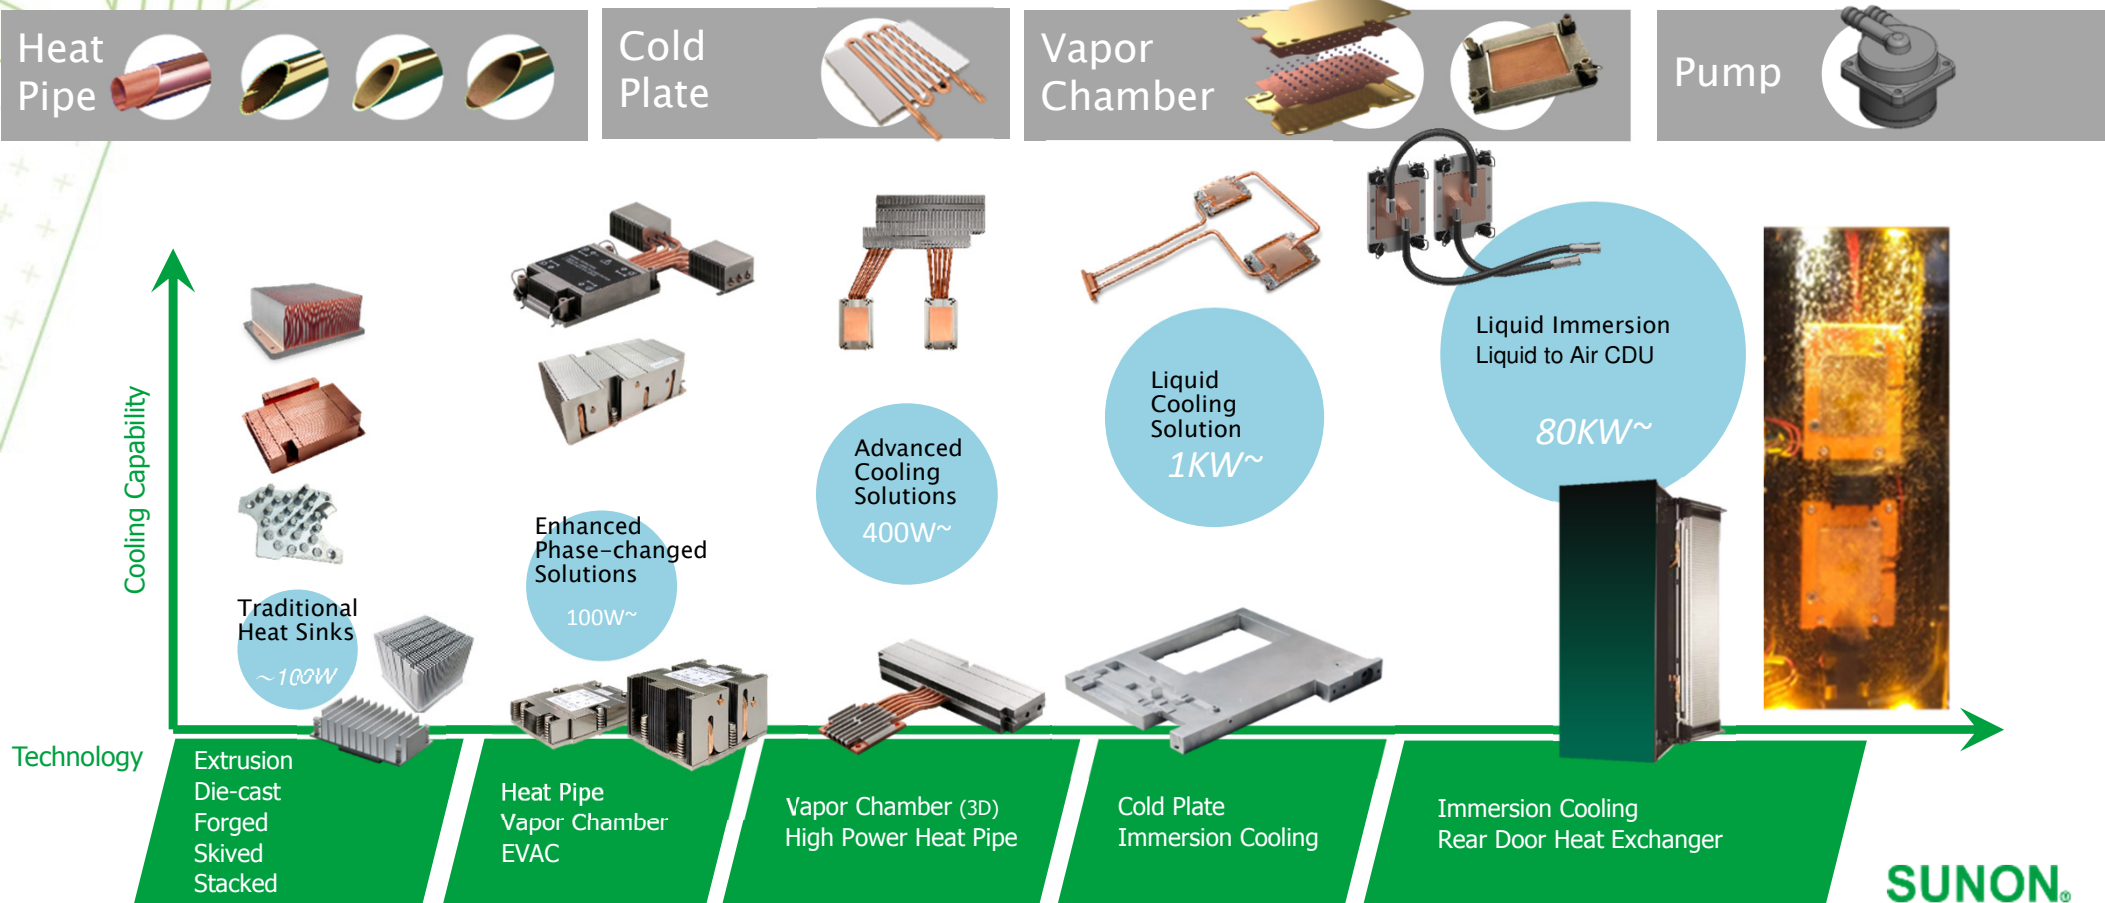 Heat
Pipe
Cold
Plate
Vapor
Chamber
Pump
Cooling Capability
Traditional
Heat Sinks
~100W
Enhanced
Phase-changed
Solutions
100W~
Advanced
Cooling
Solutions
400W~
Liquid
Cooling
Solution
1KW~
Liquid Immersion
Liquid to Air CDU
80KW~
Technology
Extrusion
Die-cast
Forged
Skived
Stacked
Heat Pipe
Vapor Chamber
EVAC
Vapor Chamber (3D)
High Power Heat Pipe
Cold Plate
Immersion Cooling
Immersion Cooling
Rear Door Heat Exchanger
SUNON®